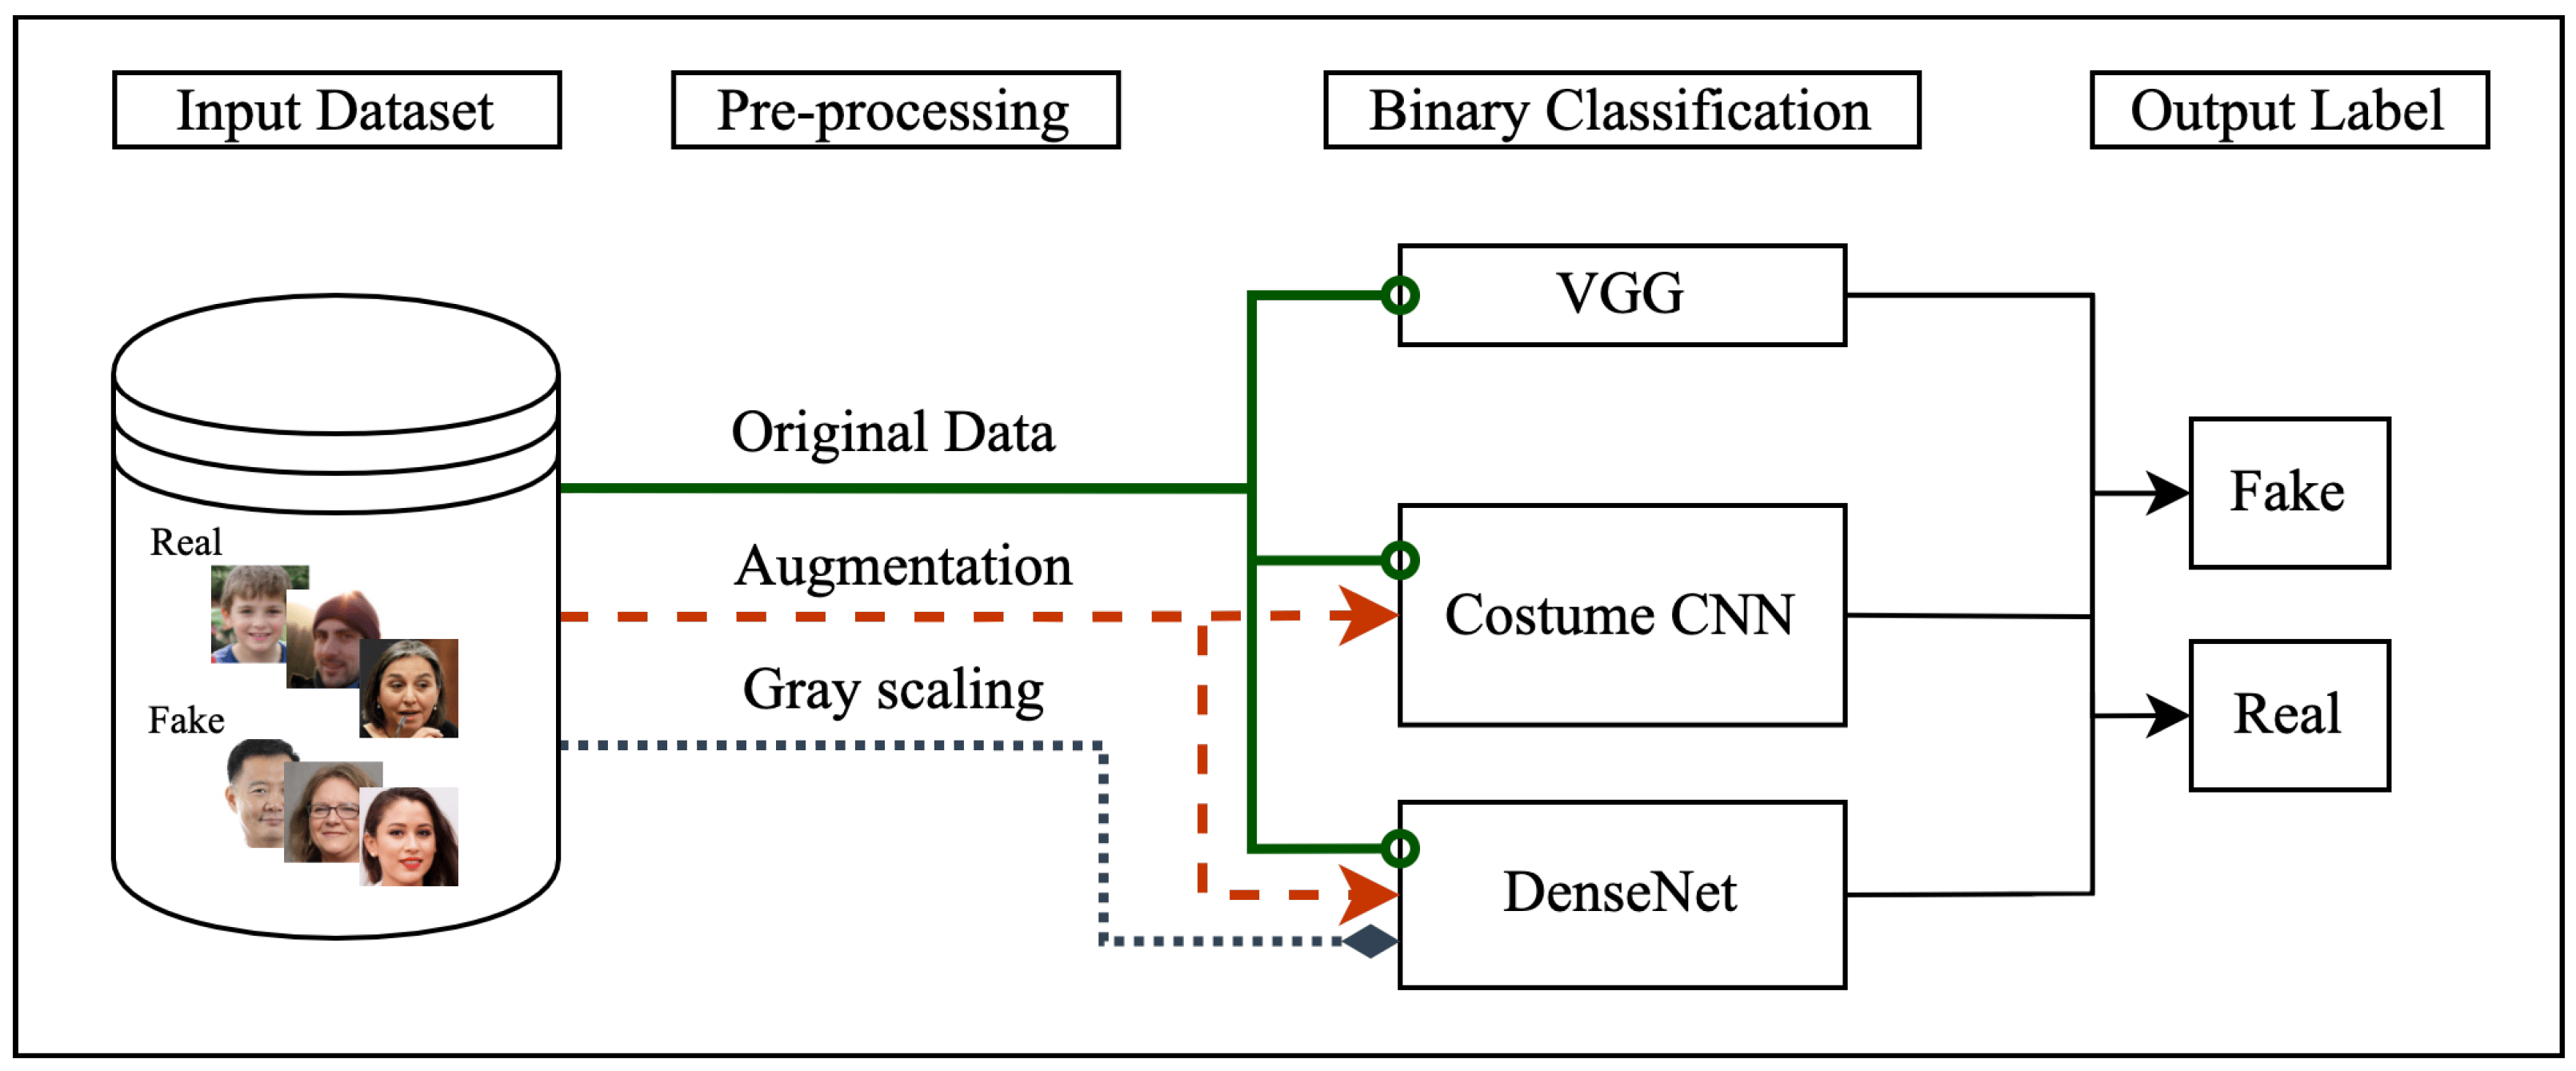 Input Dataset
Pre-processing
Binary Classification
Output Label
Real
Fake
Original Data
Augmentation
Gray scaling
VGG
Costume CNN
DenseNet
Fake
Real